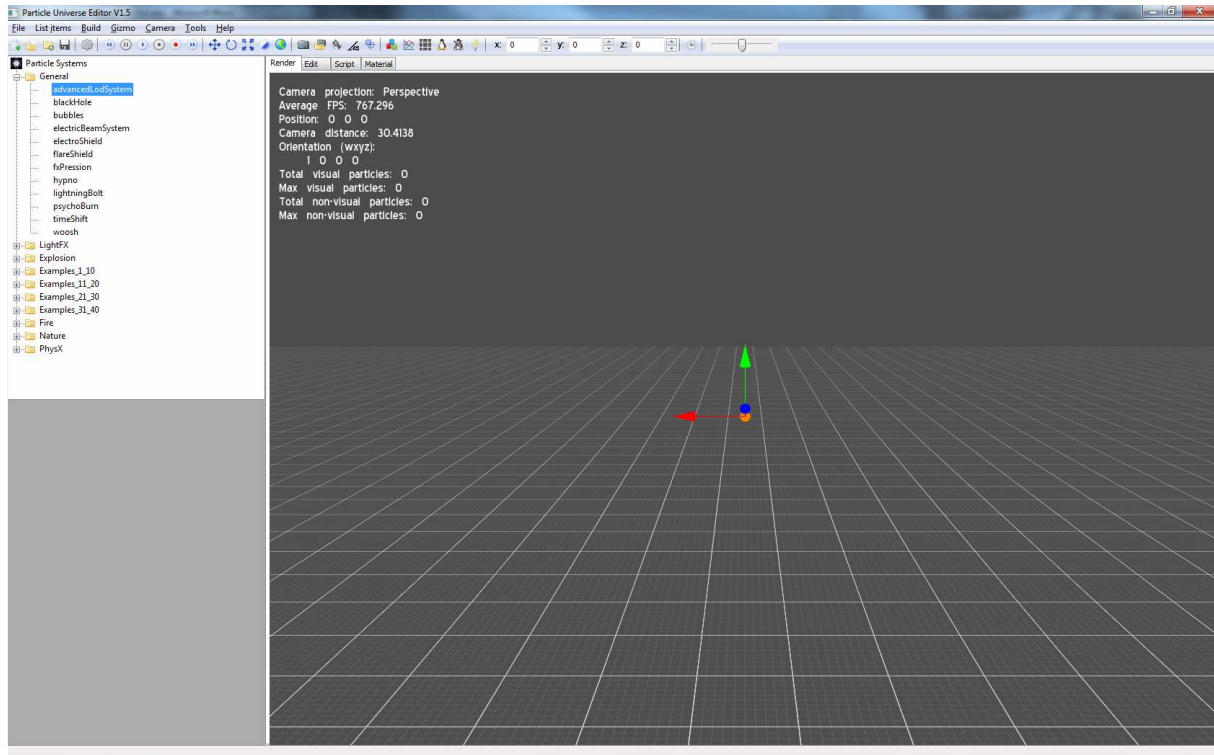 Particle Universe Editor V1.5
File List items Build Gizmo Camera Tools Help
x: 0 y: 0 z: 0
Particle Systems
General
advancedLodSystem
blackHole
bubbles
electricBeamSystem
electroShield
flareShield
fxPression
hypno
lightningBolt
psychoBurn
timeShift
woosh
LightFX
Explosion
Examples_1_10
Examples_11_20
Examples_21_30
Examples_31_40
Fire
Nature
PhysX
Render Edit Script Material
Camera projection: Perspective
Average FPS: 767.296
Position: 0 0 0
Camera distance: 30.4138
Orientation (wxyz):
1 0 0 0
Total visual particles: 0
Max visual particles: 0
Total non-visual particles: 0
Max non-visual particles: 0